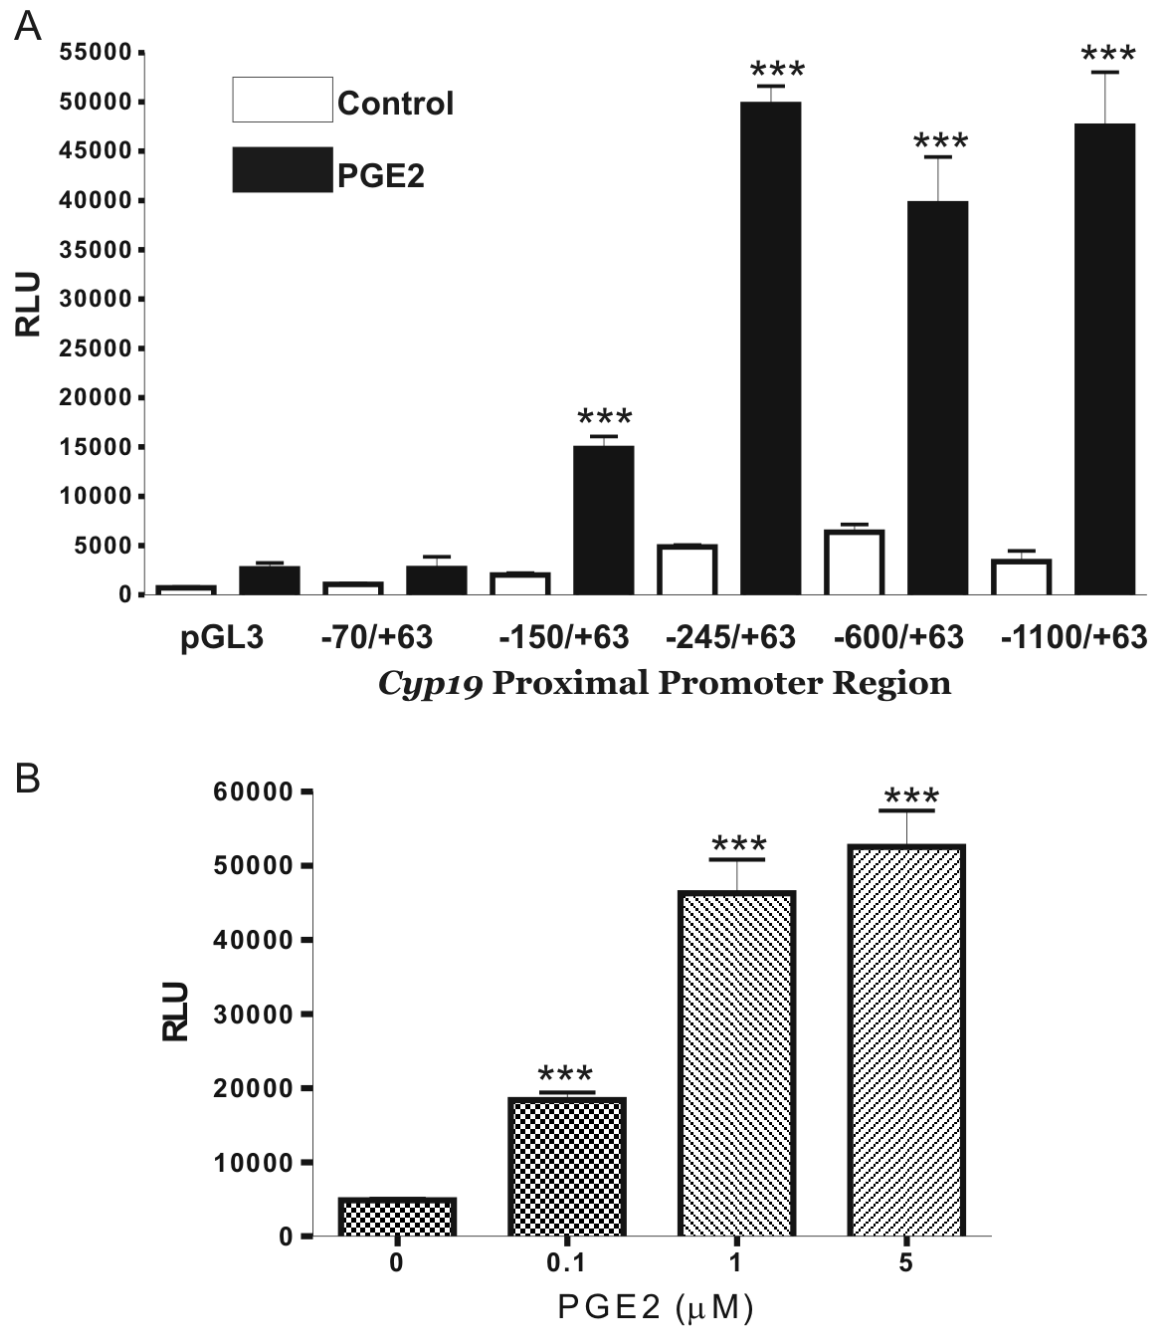 A
55000
50000
45000
40000
35000
30000
25000
20000
15000
10000
5000
0
RLU
Control
PGE2
***
***
***
***
pGL3 -70/+63 -150/+63 -245/+63 -600/+63 -1100/+63
Cyp19 Proximal Promoter Region
B
60000
50000
40000
30000
20000
10000
0
RLU
***
***
***
0 0.1 1 5
PGE2 (μM)